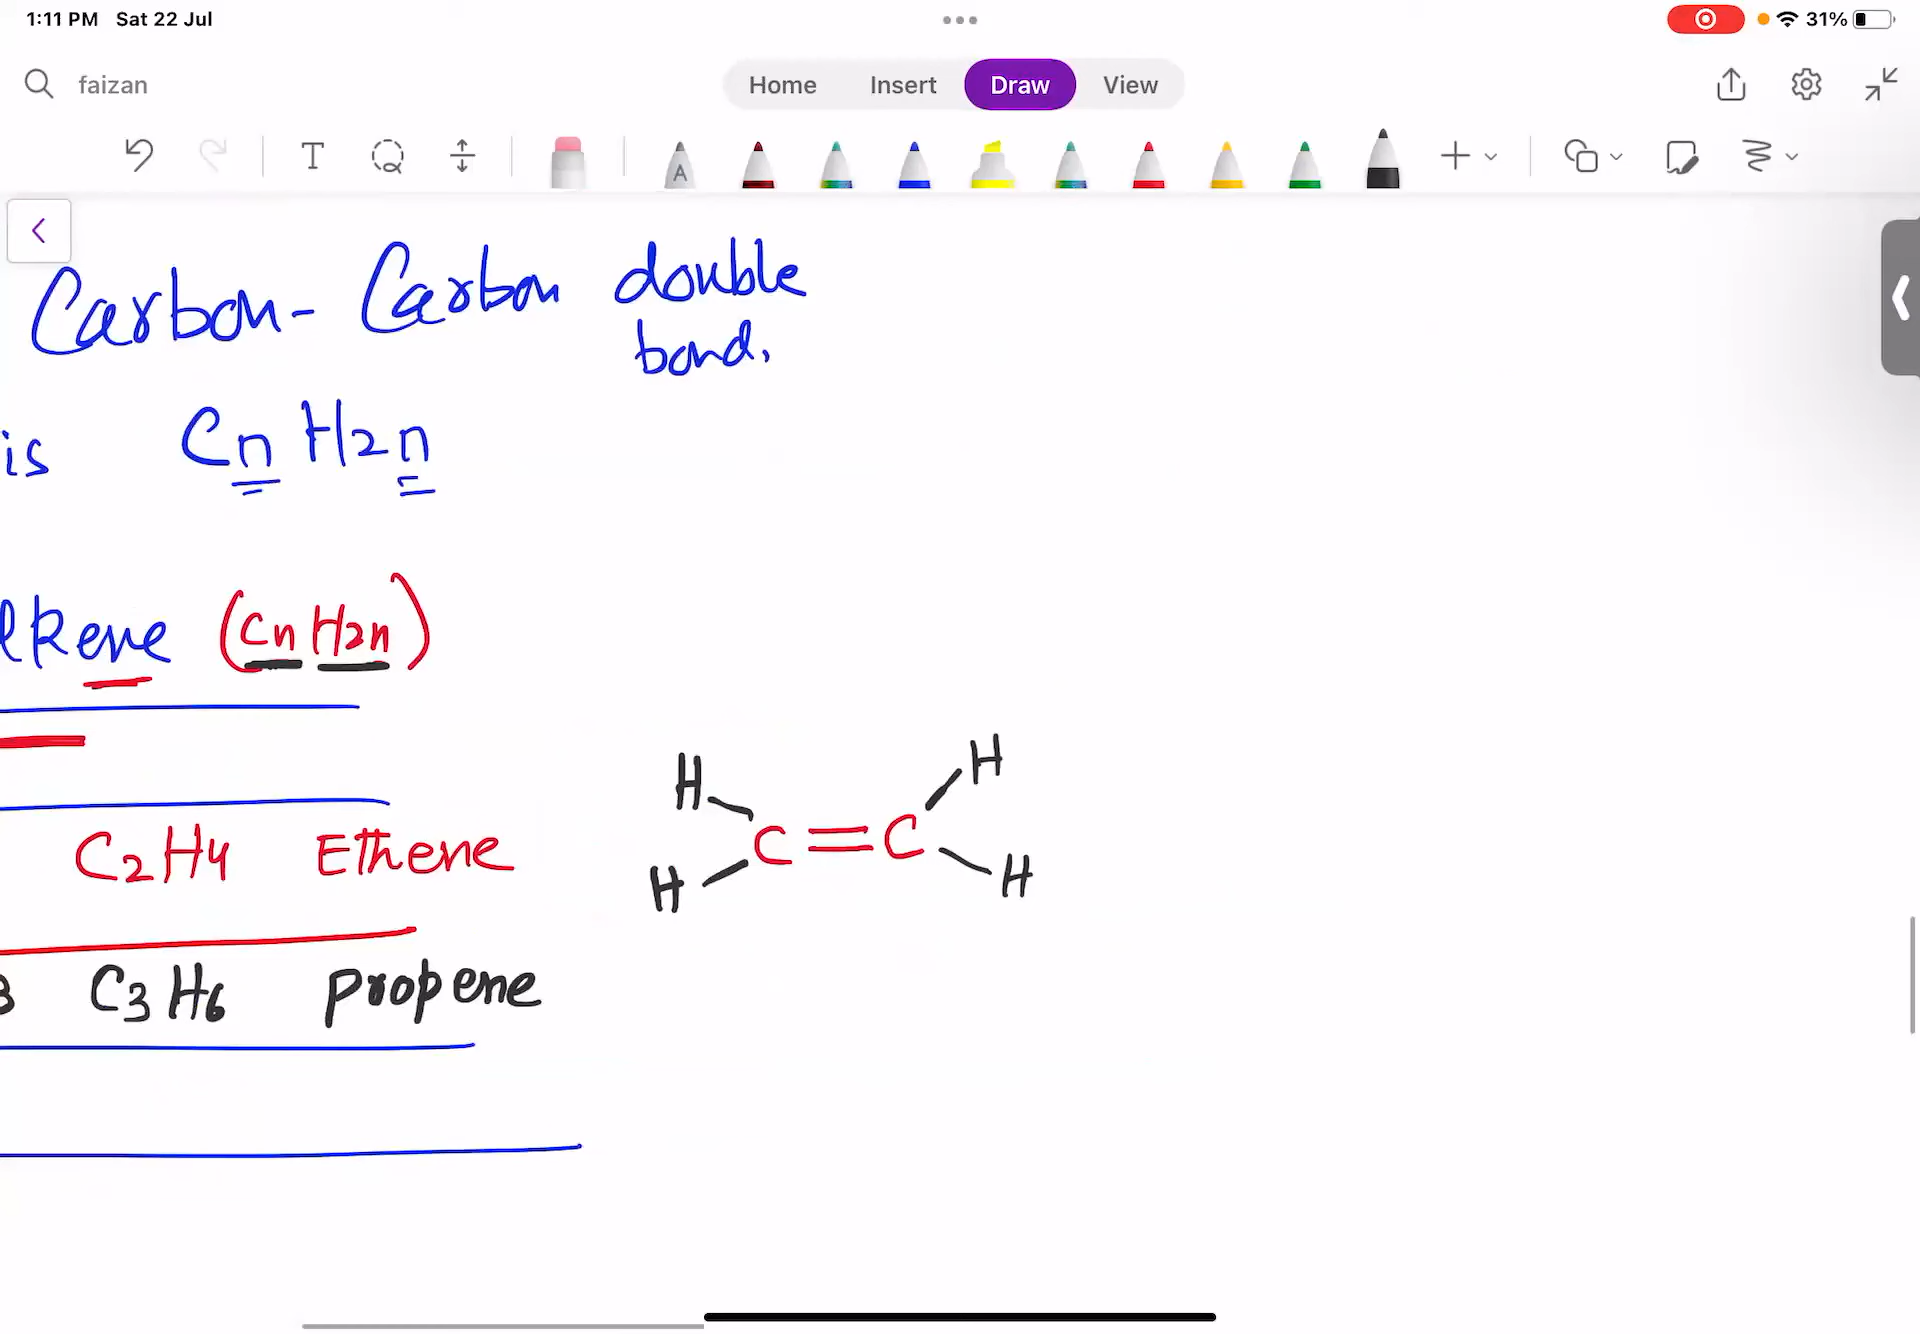 1:11 PM Sat 22 Jul
31%
faizan
Home Insert Draw View
T
A
Carbon- Carbon double
bond.
is CnH2n
lkene (CnH2n)
C2H4 Ethene
H H
C=C
H H
3 C3H6 propene